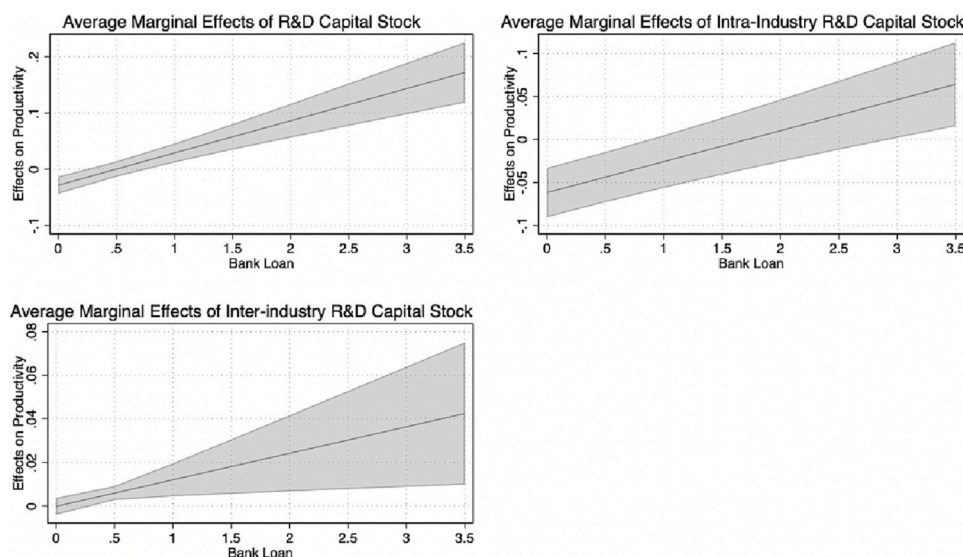 Average Marginal Effects of R&D Capital Stock
Effects on Productivity
.2
.1
0
-.1
0 .5 1 1.5 2 2.5 3 3.5
Bank Loan
Average Marginal Effects of Intra-Industry R&D Capital Stock
Effects on Productivity
.1
.05
0
-.05
-.1
0 .5 1 1.5 2 2.5 3 3.5
Bank Loan
Average Marginal Effects of Inter-industry R&D Capital Stock
Effects on Productivity
.08
.06
.04
.02
0
0 .5 1 1.5 2 2.5 3 3.5
Bank Loan